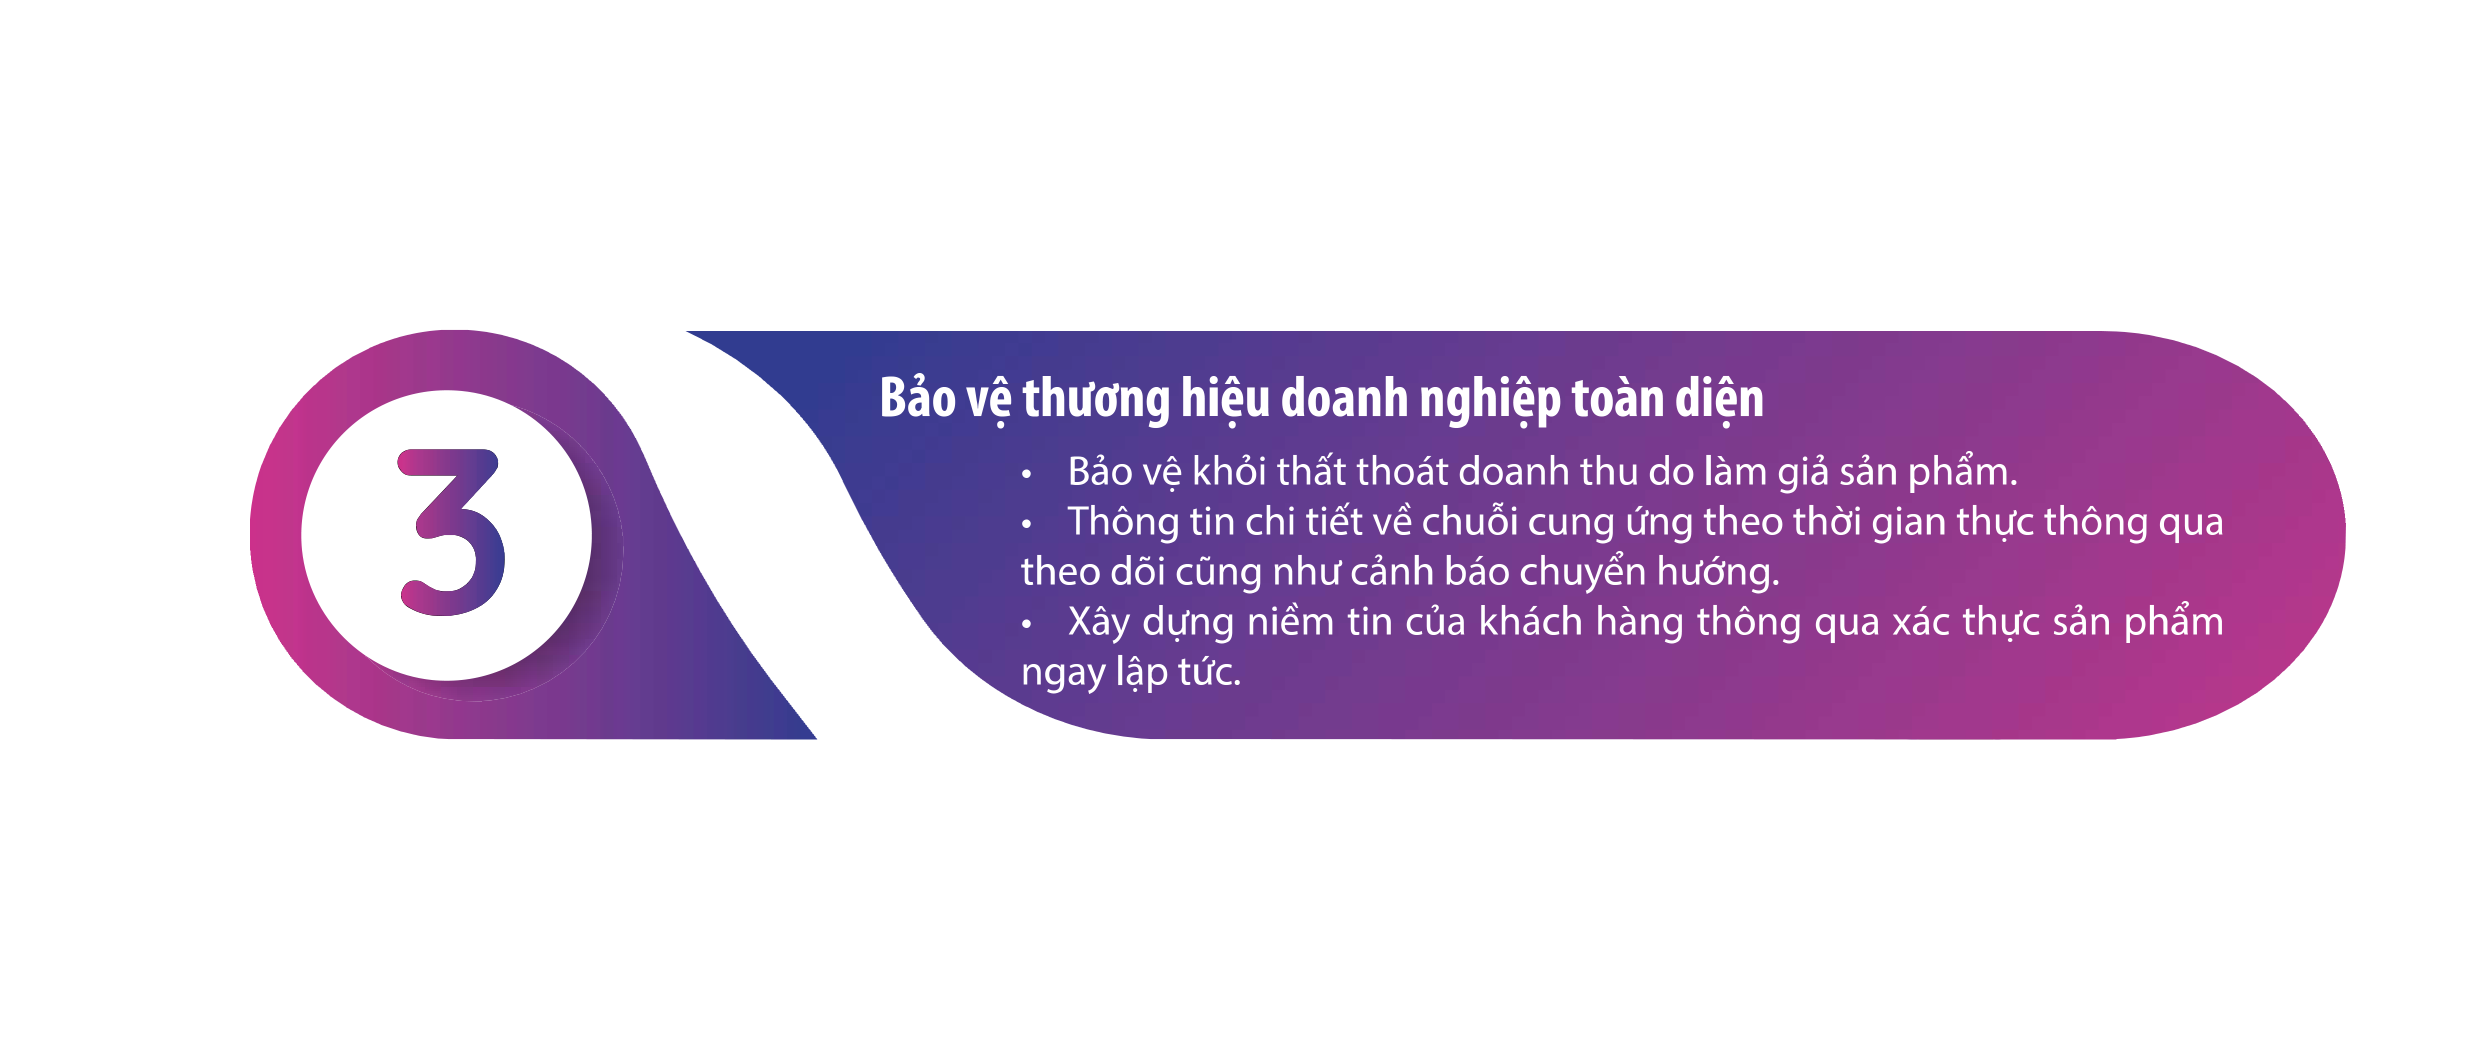 3
Bảo vệ thương hiệu doanh nghiệp toàn diện
• Bảo vệ khỏi thất thoát doanh thu do làm giả sản phẩm.
• Thông tin chi tiết về chuỗi cung ứng theo thời gian thực thông qua
theo dõi cũng như cảnh báo chuyển hướng.
• Xây dựng niềm tin của khách hàng thông qua xác thực sản phẩm
ngay lập tức.